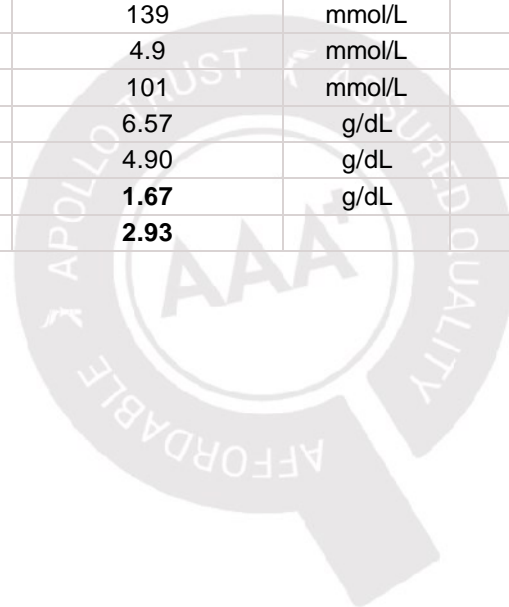 139 mmol/L
4.9 mmol/L
101 mmol/L
6.57 g/dL
4.90 g/dL
1.67 g/dL
2.93
APOLLO TRUST ASSURED QUALITY AFFORDABLE
AAA+